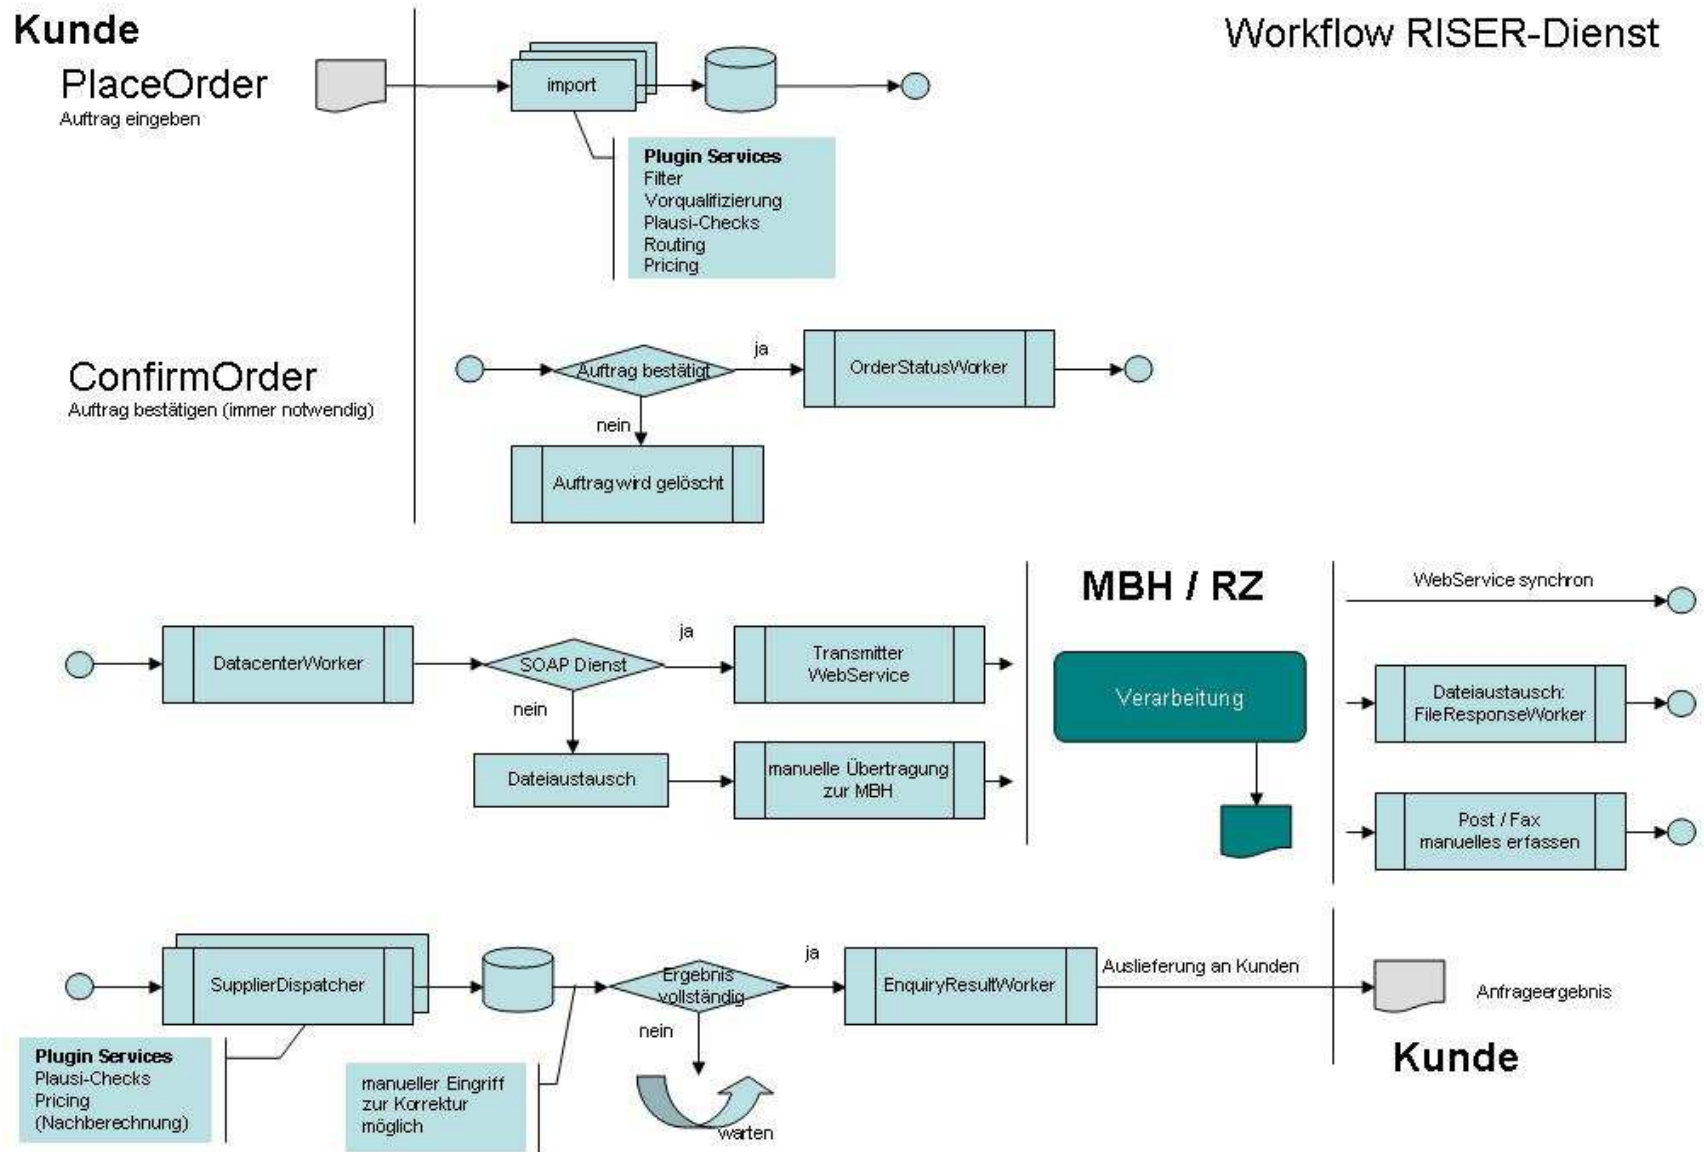 Kunde
Workflow RISER-Dienst
PlaceOrder
Auftrag eingeben
import
Plugin Services
Filter
Vorqualifizierung
Plausi-Checks
Routing
Pricing
ConfirmOrder
Auftrag bestätigen (immer notwendig)
Auftrag bestätigt
ja
OrderStatusWorker
nein
Auftrag wird gelöscht
MBH / RZ
WebService synchron
DatacenterWorker
SOAP Dienst
ja
Transmitter
WebService
Verarbeitung
Dateiaustausch:
FileResponseWorker
nein
Dateiaustausch
manuelle Übertragung
zur MBH
Post / Fax
manuelles erfassen
SupplierDispatcher
Ergebnis
vollständig
ja
EnquiryResultWorker
Auslieferung an Kunden
Anfrageergebnis
nein
Kunde
Plugin Services
Plausi-Checks
Pricing
(Nachberechnung)
manueller Eingriff
zur Korrektur
möglich
warten